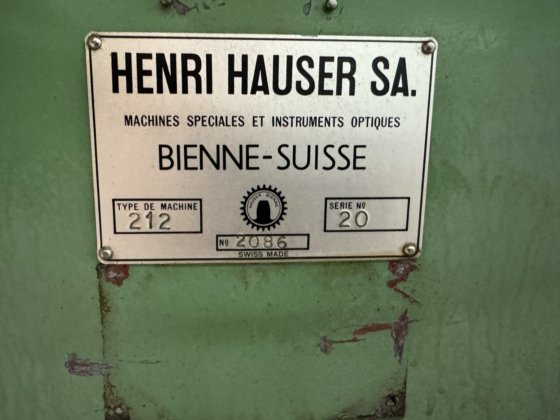 HENRI HAUSER SA.
MACHINES SPECIALES ET INSTRUMENTS OPTIQUES
BIENNE-SUISSE
TYPE DE MACHINE
212
SERIE Nº
20
Nº 2086
SWISS MADE